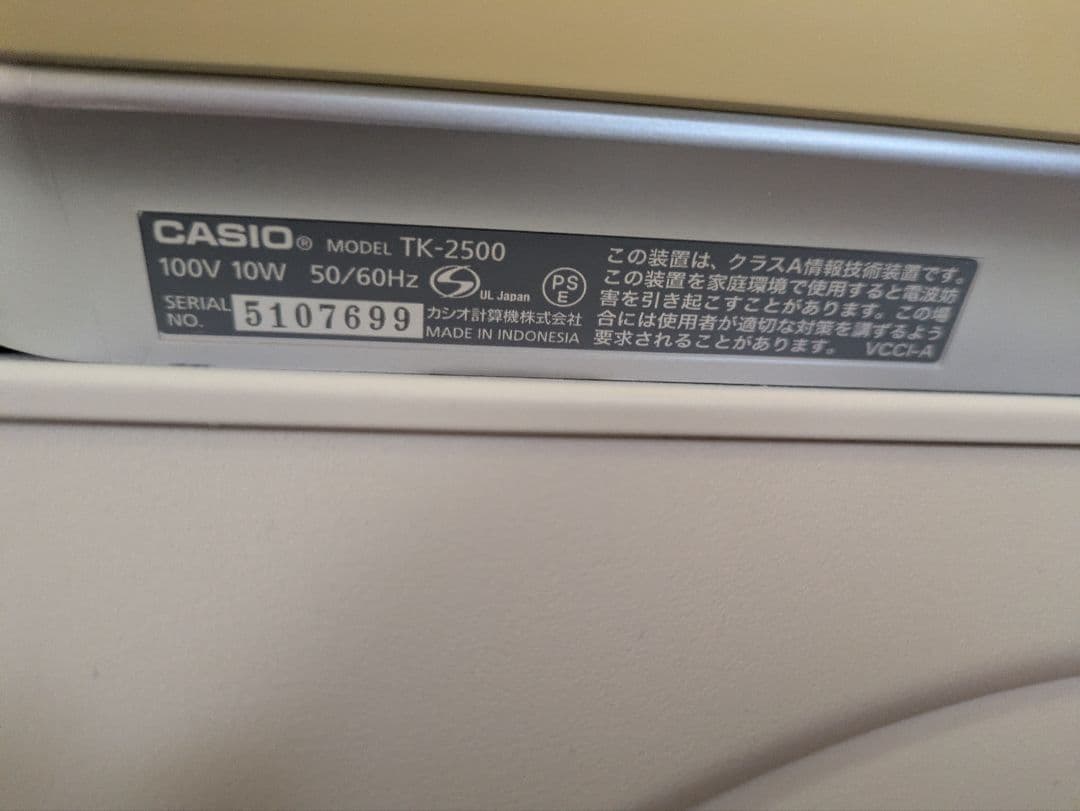 CASIO® MODEL TK-2500
100V 10W 50/60Hz S UL Japan PS E
SERIAL NO. 5107699
カシオ計算機株式会社
MADE IN INDONESIA
この装置は、クラスA情報技術装置です。
この装置を家庭環境で使用すると電波妨
害を引き起こすことがあります。この場
合には使用者が適切な対策を講ずるよう
要求されることがあります。 VCCI-A